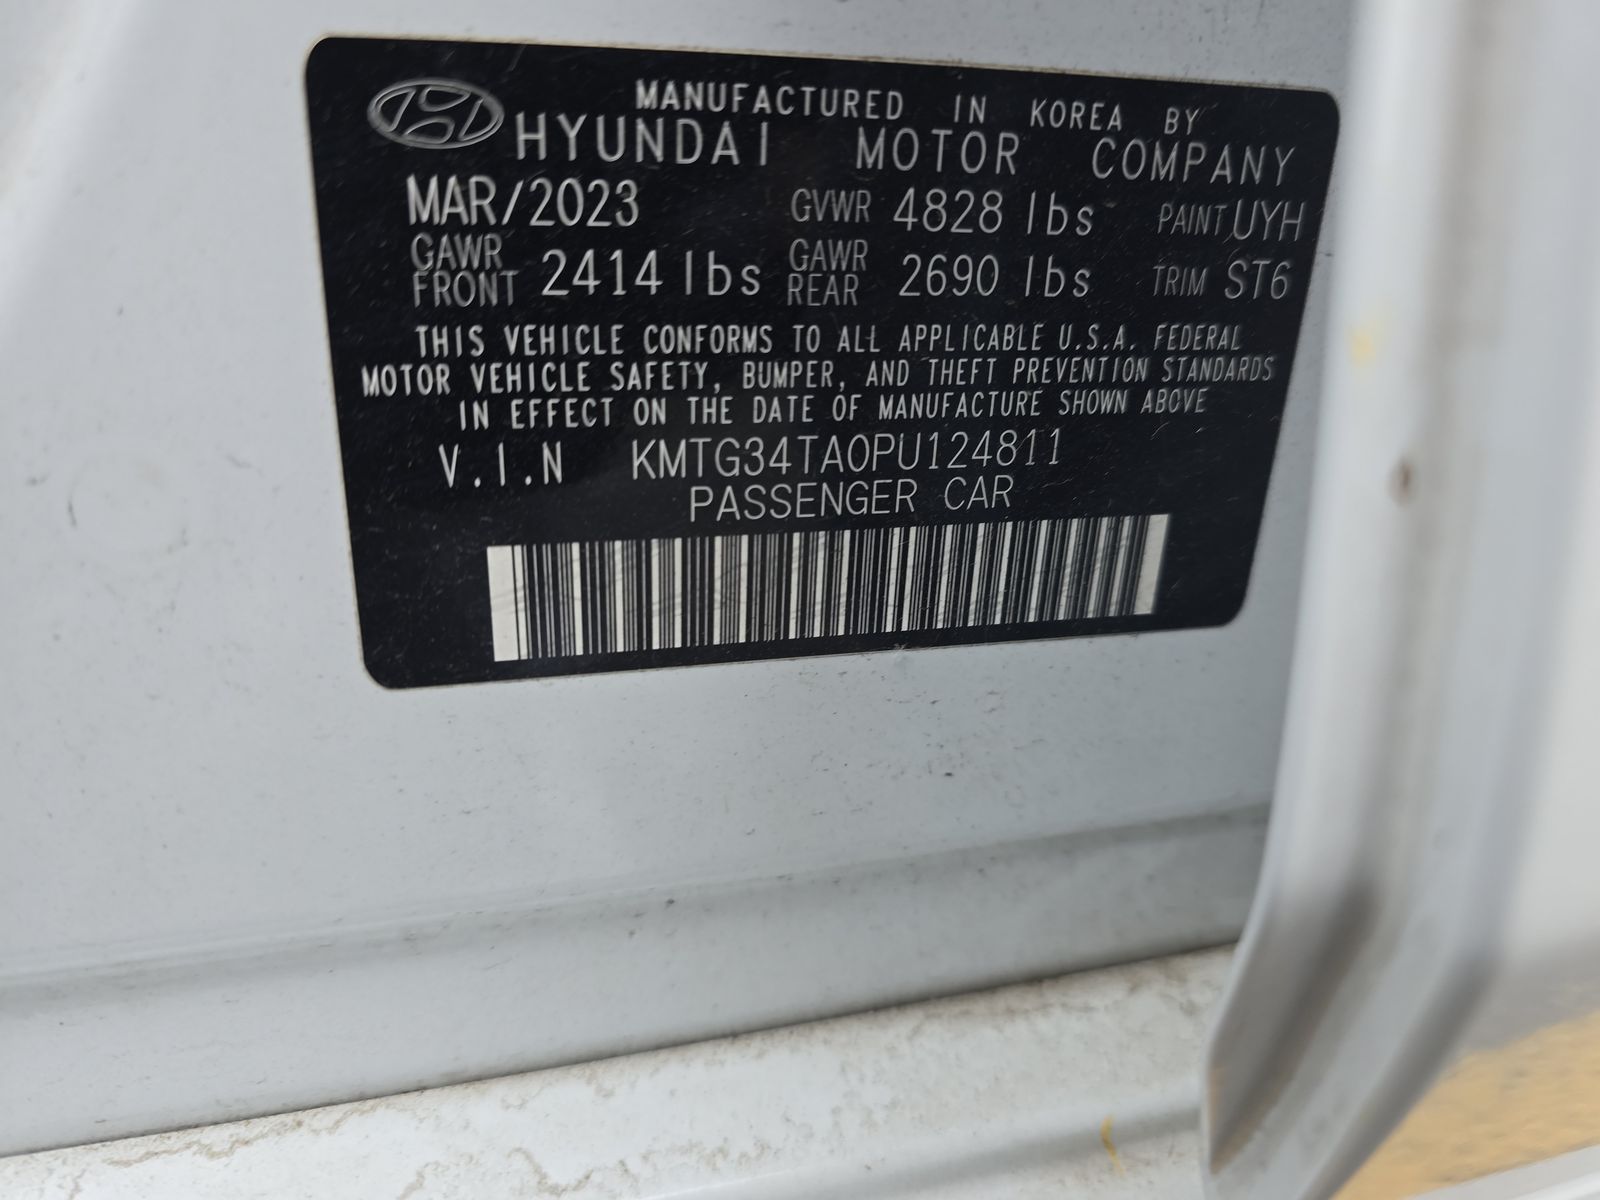 MANUFACTURED IN KOREA BY
HYUNDAI MOTOR COMPANY
MAR/2023 GVWR 4828 lbs PAINT UYH
GAWR FRONT 2414 lbs GAWR REAR 2690 lbs TRIM ST6
THIS VEHICLE CONFORMS TO ALL APPLICABLE U.S.A. FEDERAL
MOTOR VEHICLE SAFETY, BUMPER, AND THEFT PREVENTION STANDARDS
IN EFFECT ON THE DATE OF MANUFACTURE SHOWN ABOVE
V.I.N KMTG34TA0PU124811
PASSENGER CAR